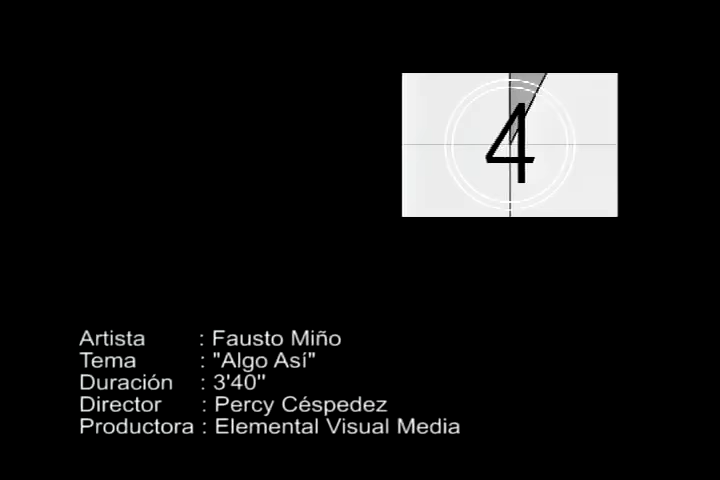 4
Artista : Fausto Miño
Tema : "Algo Así"
Duración : 3'40''
Director : Percy Céspedez
Productora : Elemental Visual Media